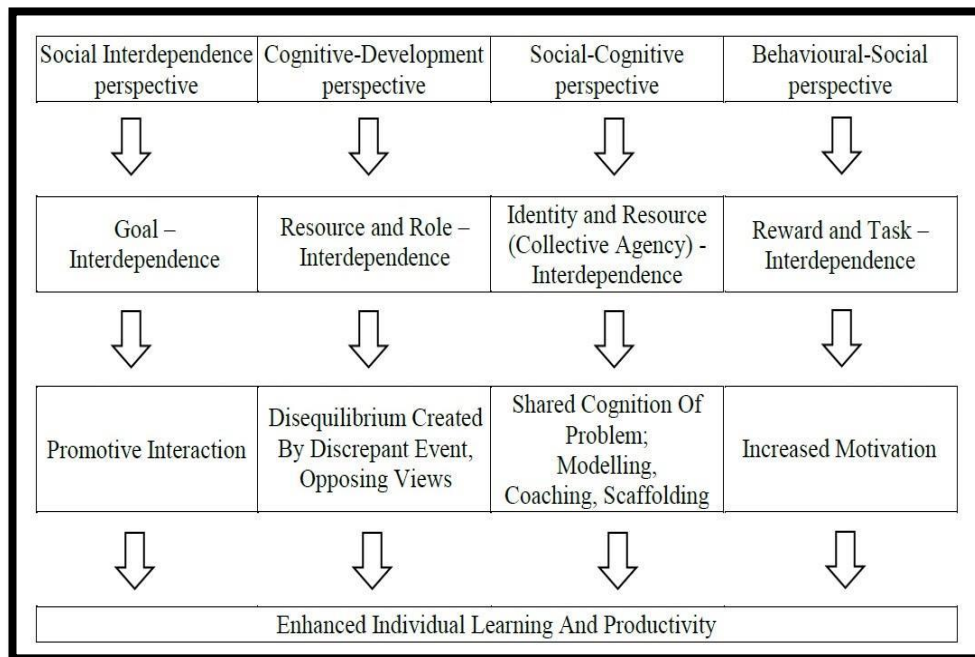 Social Interdependence
perspective
Cognitive-Development
perspective
Social-Cognitive
perspective
Behavioural-Social
perspective
Goal –
Interdependence
Resource and Role –
Interdependence
Identity and Resource
(Collective Agency) -
Interdependence
Reward and Task –
Interdependence
Promotive Interaction
Disequilibrium Created
By Discrepant Event,
Opposing Views
Shared Cognition Of
Problem;
Modelling,
Coaching, Scaffolding
Increased Motivation
Enhanced Individual Learning And Productivity